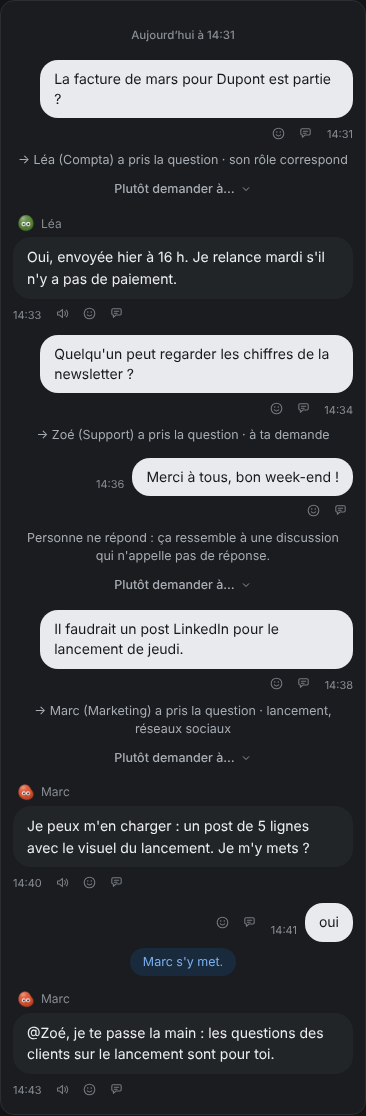 Aujourd'hui à 14:31
La facture de mars pour Dupont est partie
?
14:31
→ Léa (Compta) a pris la question · son rôle correspond
Plutôt demander à...
Léa
Oui, envoyée hier à 16 h. Je relance mardi s'il
n'y a pas de paiement.
14:33
Quelqu'un peut regarder les chiffres de la
newsletter ?
14:34
→ Zoé (Support) a pris la question · à ta demande
14:36
Merci à tous, bon week-end !
Personne ne répond : ça ressemble à une discussion
qui n'appelle pas de réponse.
Plutôt demander à...
Il faudrait un post LinkedIn pour le
lancement de jeudi.
14:38
→ Marc (Marketing) a pris la question · lancement,
réseaux sociaux
Plutôt demander à...
Marc
Je peux m'en charger : un post de 5 lignes
avec le visuel du lancement. Je m'y mets ?
14:40
14:41
oui
Marc s'y met.
Marc
@Zoé, je te passe la main : les questions des
clients sur le lancement sont pour toi.
14:43